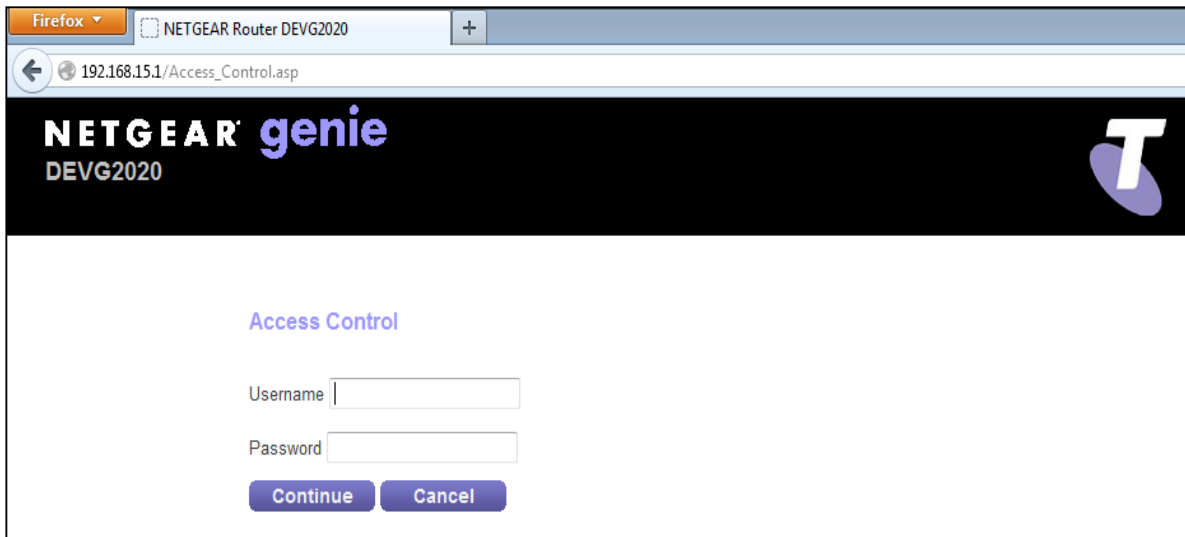 Firefox
NETGEAR Router DEVG2020
+
192.168.15.1/Access_Control.asp
NETGEAR® genie
DEVG2020
T
Access Control
Username
Password
Continue Cancel